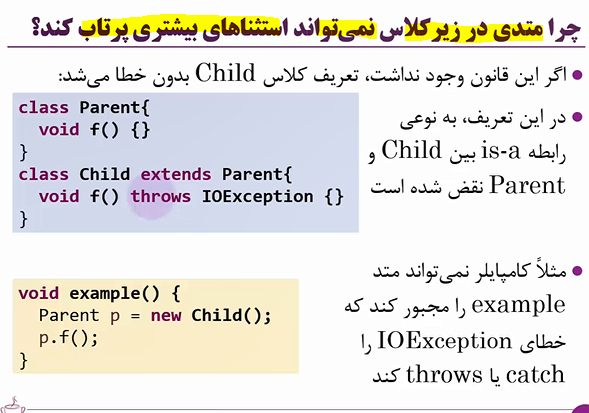 چرا متدی در زیرکلاس نمی‌تواند استثناهای بیشتری پرتاب کند؟
اگر این قانون وجود نداشت، تعریف کلاس Child بدون خطا می‌شد:
class Parent{
void f() {}
}
class Child extends Parent{
void f() throws IOException {}
}
در این تعریف، به نوعی
رابطه is-a بین Child و
Parent نقض شده است
void example() {
Parent p = new Child();
p.f();
}
مثلاً کامپایلر نمی‌تواند متد
example را مجبور کند که
خطای IOException را
catch یا throws کند